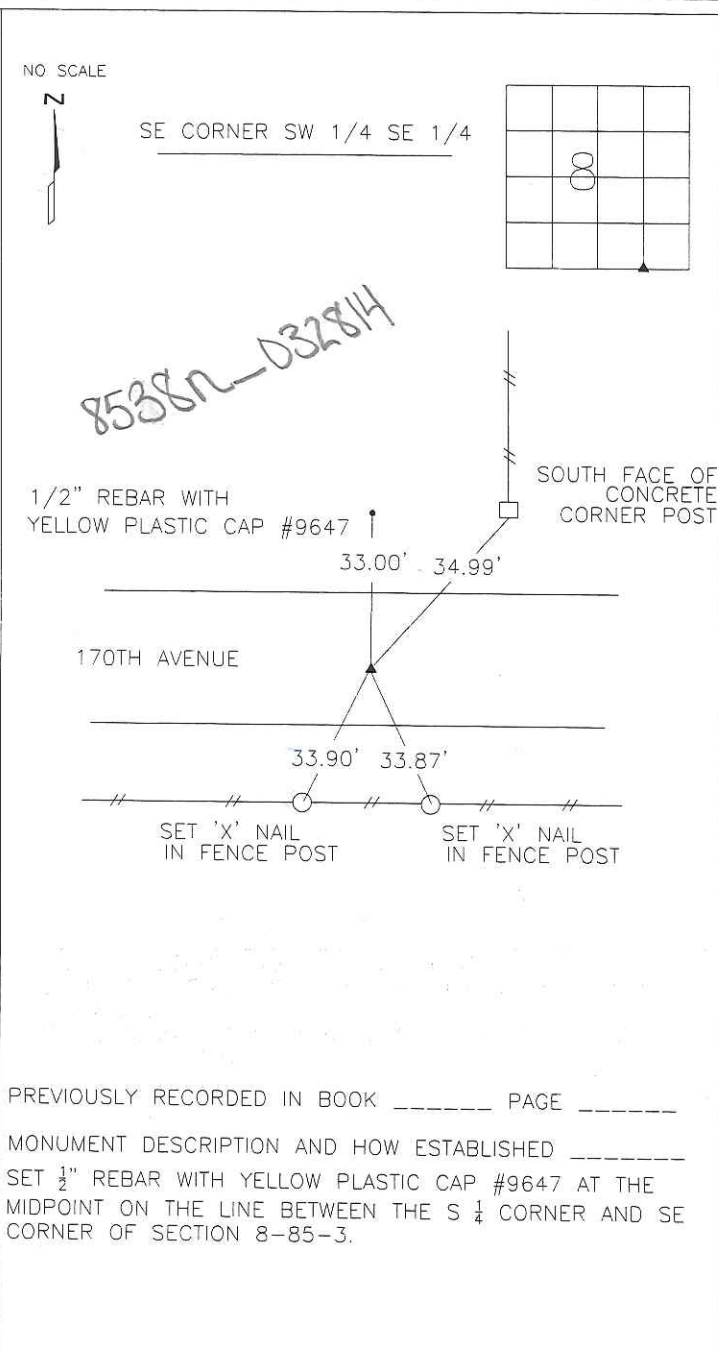 NO SCALE
N
SE CORNER SW 1/4 SE 1/4
8
8538n_032814
1/2" REBAR WITH
YELLOW PLASTIC CAP #9647
SOUTH FACE OF
CONCRETE
CORNER POST
33.00' 34.99'
170TH AVENUE
33.90' 33.87'
SET 'X' NAIL
IN FENCE POST
SET 'X' NAIL
IN FENCE POST
PREVIOUSLY RECORDED IN BOOK ______ PAGE ______
MONUMENT DESCRIPTION AND HOW ESTABLISHED _______
SET ½" REBAR WITH YELLOW PLASTIC CAP #9647 AT THE
MIDPOINT ON THE LINE BETWEEN THE S ¼ CORNER AND SE
CORNER OF SECTION 8-85-3.